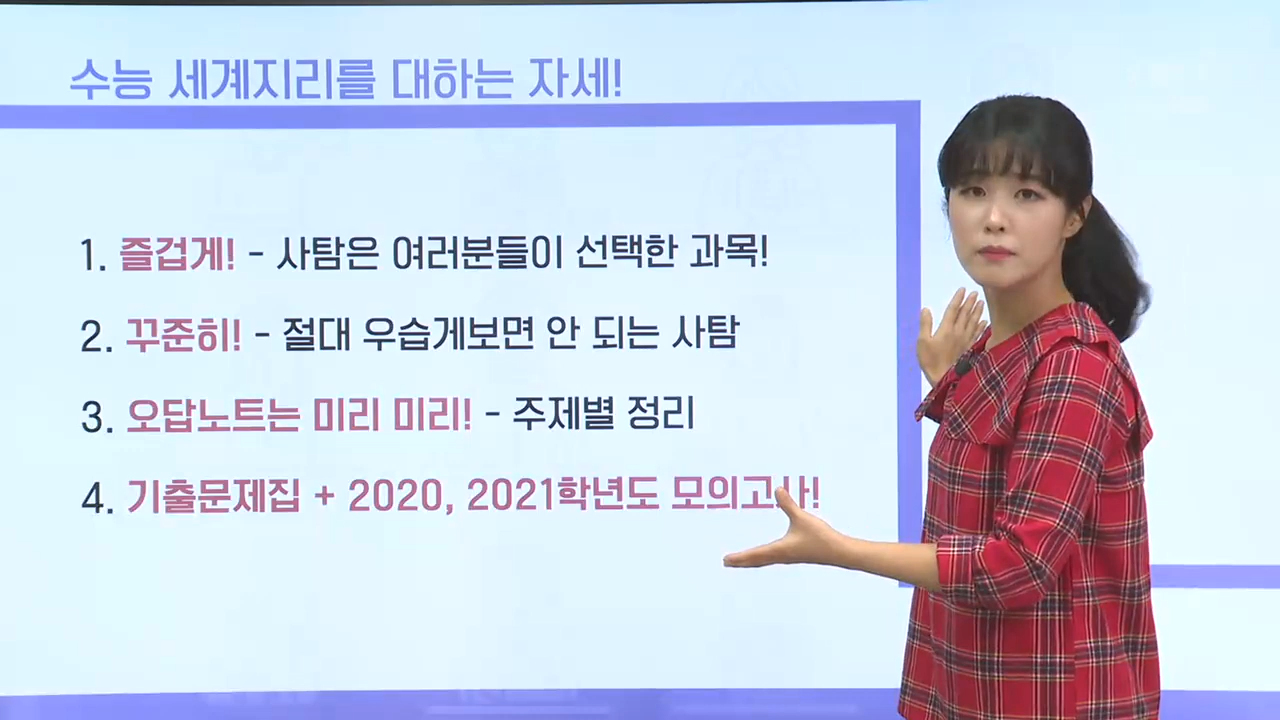 수능 세계지리를 대하는 자세!
1. 즐겁게! - 사탐은 여러분들이 선택한 과목!
2. 꾸준히! - 절대 우습게보면 안 되는 사탐
3. 오답노트는 미리 미리! - 주제별 정리
4. 기출문제집 + 2020, 2021학년도 모의고사!